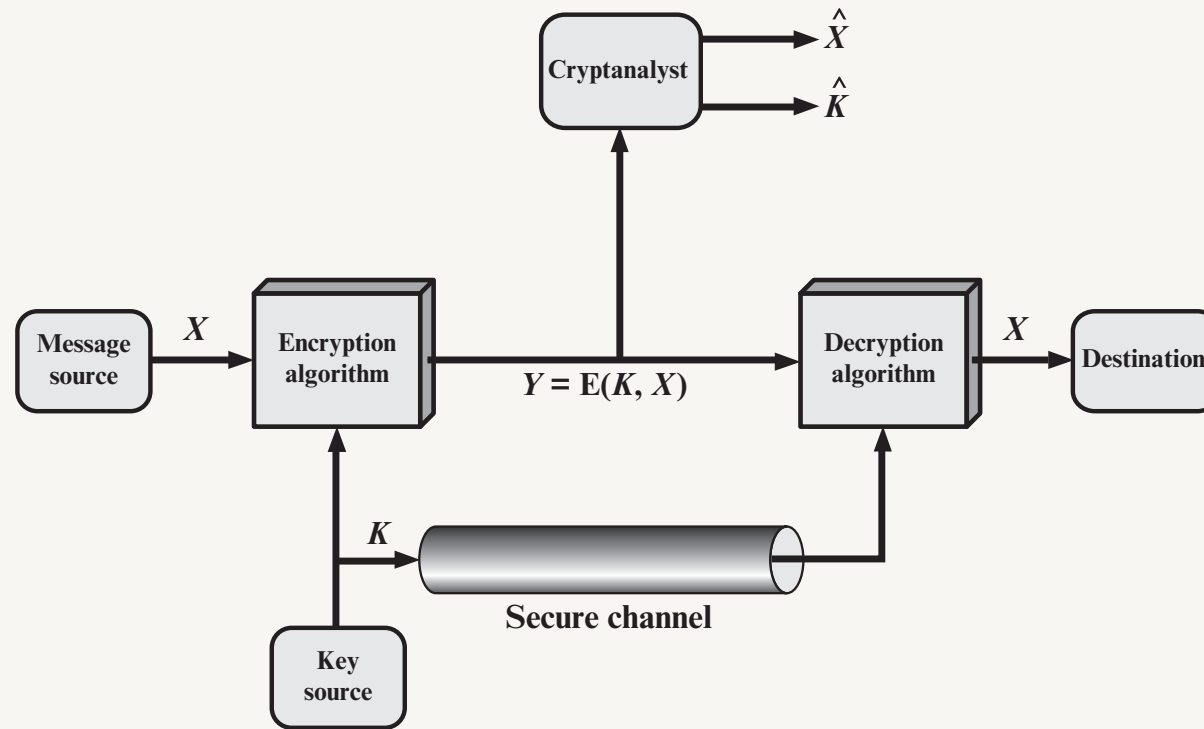 X̂
Cryptanalyst
K̂
Message
source
X
Encryption
algorithm
Y = E(K, X)
Decryption
algorithm
X
Destination
K
Secure channel
Key
source